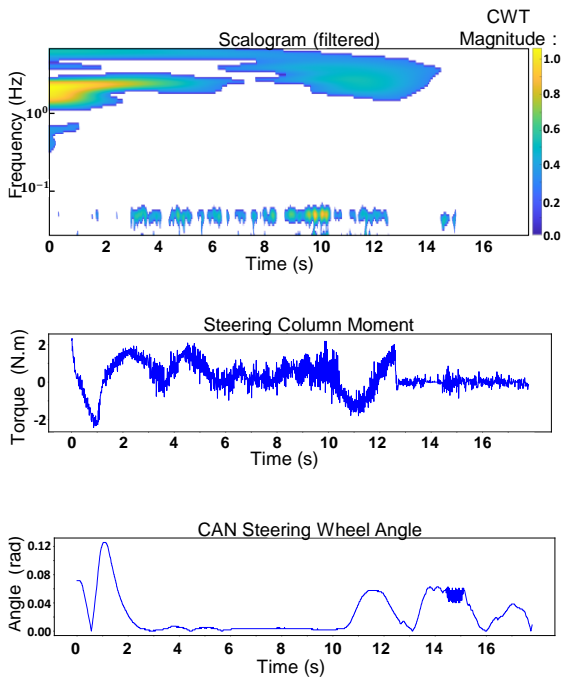 CWT
Scalogram (filtered)
Magnitude :
1.0
0.8
0.6
0.4
0.2
0.0
Frequency (Hz)
10⁰
10⁻¹
0 2 4 6 8 10 12 14 16
Time (s)
Steering Column Moment
Torque (N.m)
2
0
-2
0 2 4 6 8 10 12 14 16
Time (s)
CAN Steering Wheel Angle
Angle (rad)
0.12
0.08
0.04
0.00
0 2 4 6 8 10 12 14 16
Time (s)